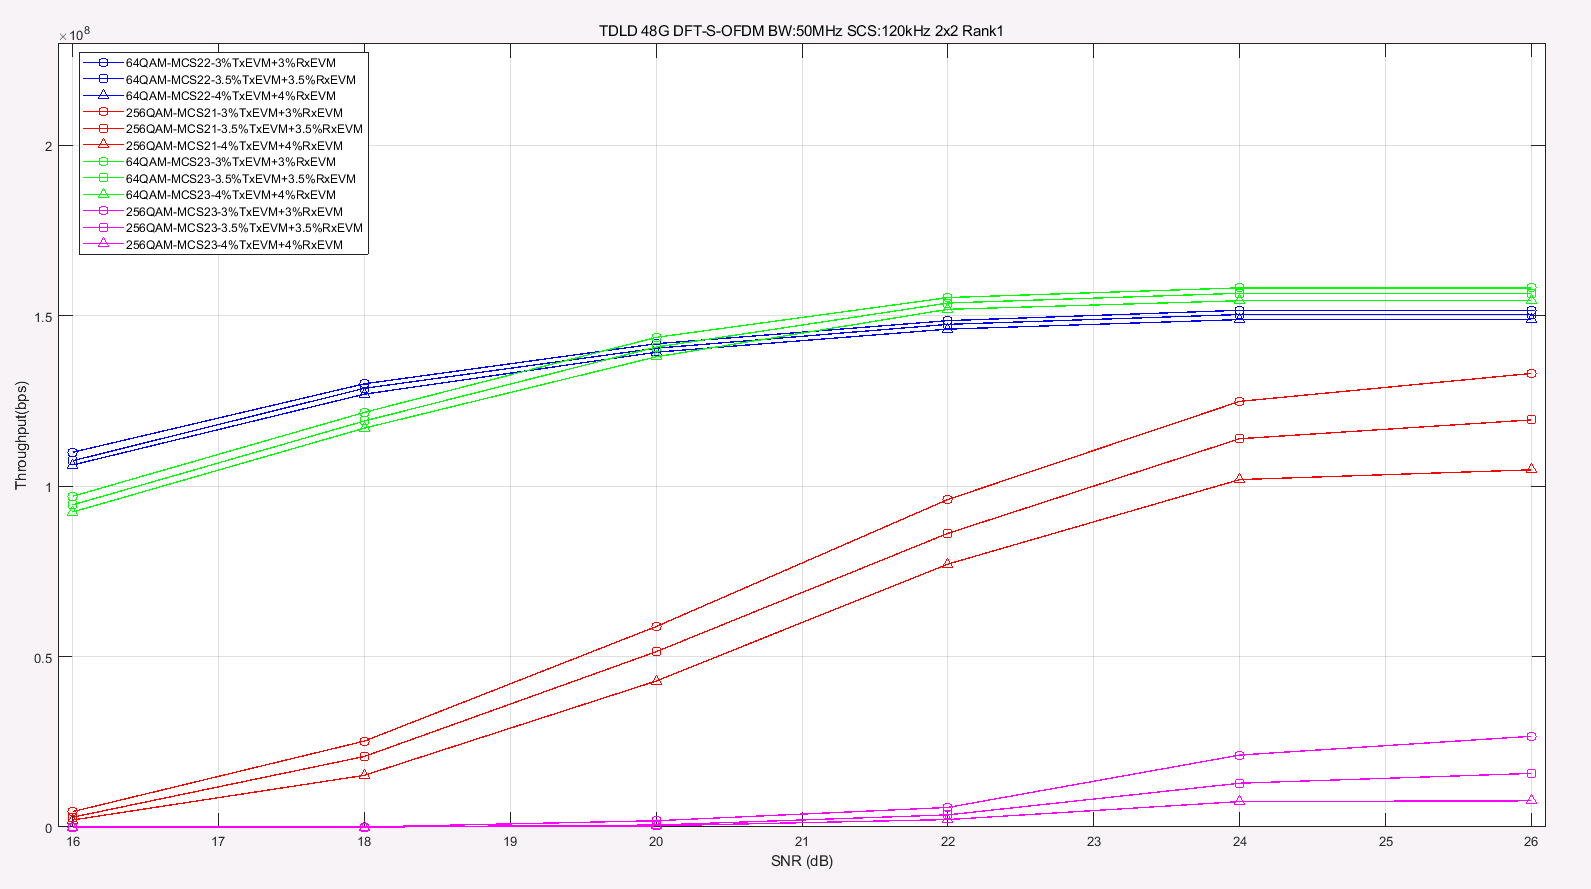 TDLD 48G DFT-S-OFDM BW:50MHz SCS:120kHz 2x2 Rank1
×10⁸
64QAM-MCS22-3%TxEVM+3%RxEVM
64QAM-MCS22-3.5%TxEVM+3.5%RxEVM
64QAM-MCS22-4%TxEVM+4%RxEVM
256QAM-MCS21-3%TxEVM+3%RxEVM
256QAM-MCS21-3.5%TxEVM+3.5%RxEVM
256QAM-MCS21-4%TxEVM+4%RxEVM
64QAM-MCS23-3%TxEVM+3%RxEVM
64QAM-MCS23-3.5%TxEVM+3.5%RxEVM
64QAM-MCS23-4%TxEVM+4%RxEVM
256QAM-MCS23-3%TxEVM+3%RxEVM
256QAM-MCS23-3.5%TxEVM+3.5%RxEVM
256QAM-MCS23-4%TxEVM+4%RxEVM
2
1.5
1
0.5
0
Throughput(bps)
16 17 18 19 20 21 22 23 24 25 26
SNR (dB)